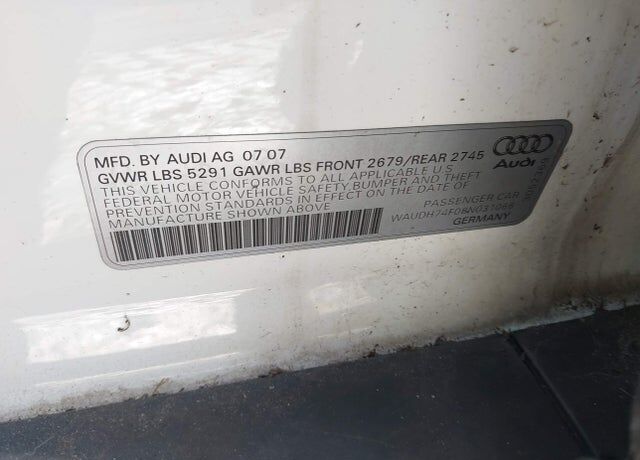 MFD. BY AUDI AG 07 07
GVWR LBS 5291 GAWR LBS FRONT 2679/REAR 2745
THIS VEHICLE CONFORMS TO ALL APPLICABLE U.S.
FEDERAL MOTOR VEHICLE SAFETY BUMPER AND THEFT
PREVENTION STANDARDS IN EFFECT ON THE DATE OF
MANUFACTURE SHOWN ABOVE
Audi
PASSENGER CAR
WAUDH74F08N031068
GERMANY